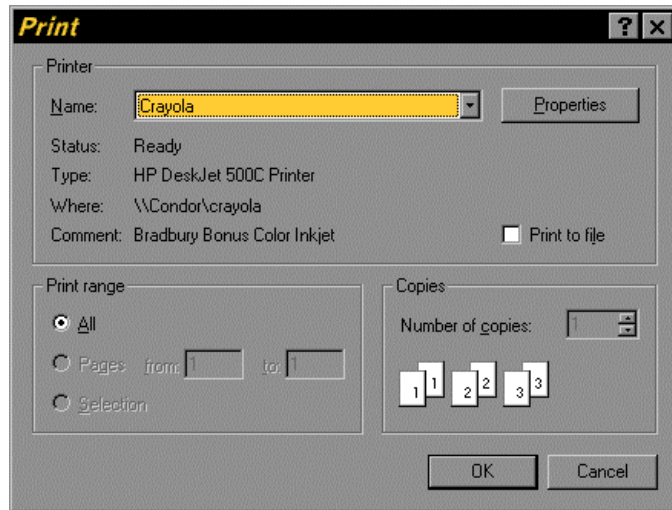 Print
Printer
Name: Crayola Properties
Status: Ready
Type: HP DeskJet 500C Printer
Where: \\Condor\crayola
Comment: Bradbury Bonus Color Inkjet Print to file
Print range
All
Pages from: 1 to: 1
Selection
Copies
Number of copies: 1
1 1 2 2 3 3
OK Cancel